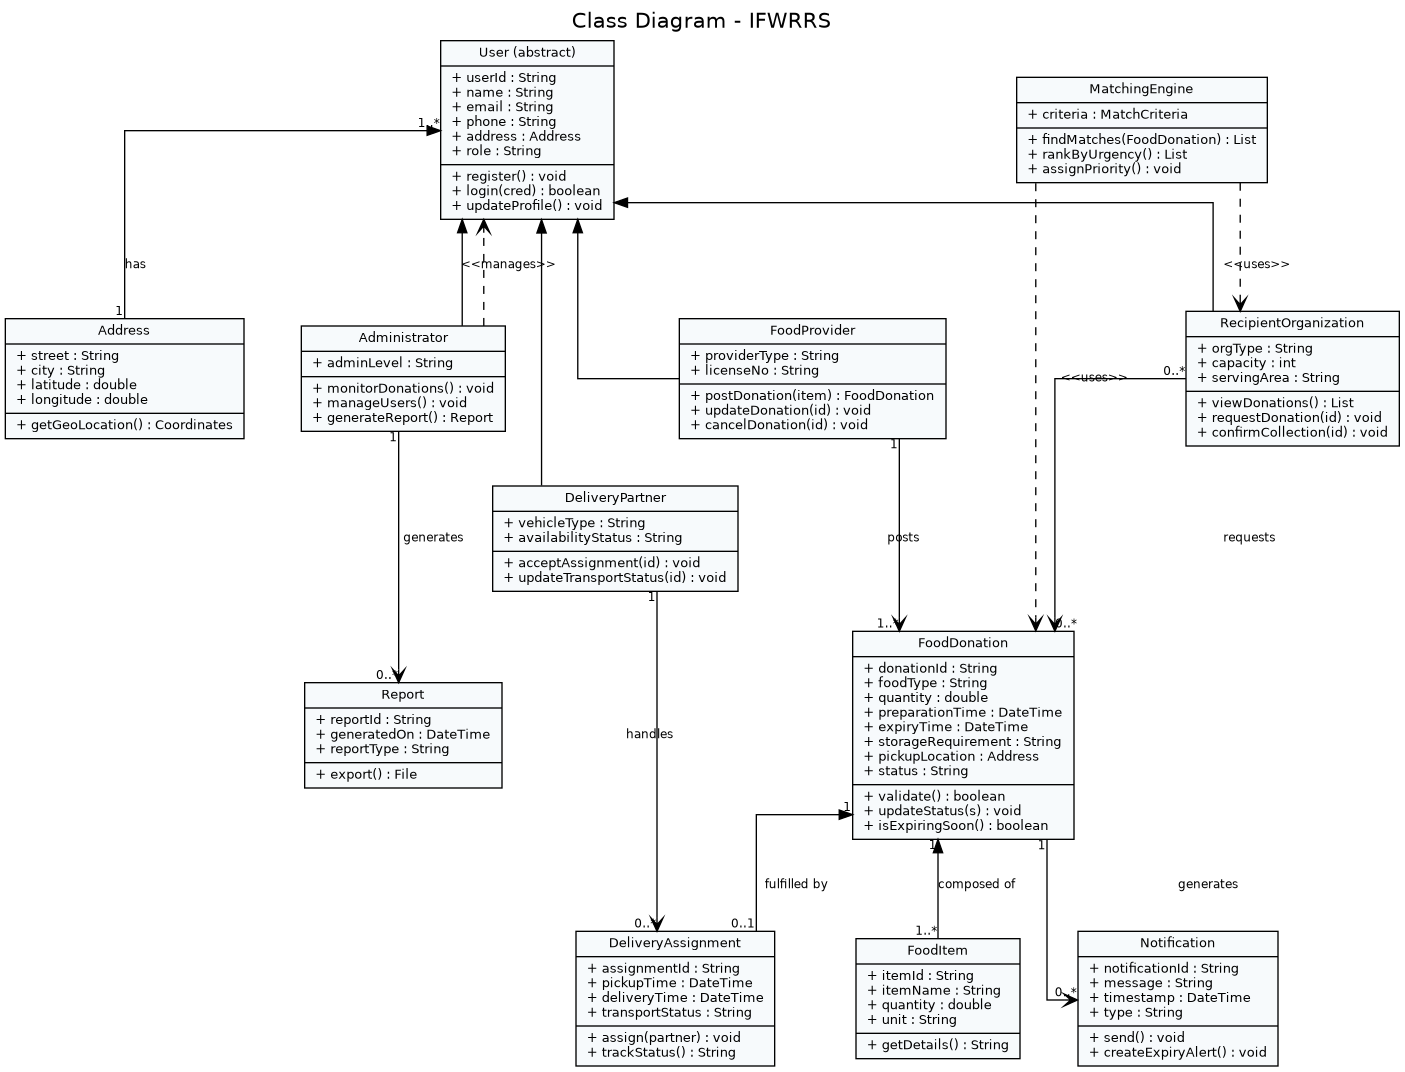 Class Diagram - IFWRRS
User (abstract)
+ userId : String
+ name : String
+ email : String
+ phone : String
+ address : Address
+ role : String
+ register() : void
+ login(cred) : boolean
+ updateProfile() : void
MatchingEngine
+ criteria : MatchCriteria
+ findMatches(FoodDonation) : List
+ rankByUrgency() : List
+ assignPriority() : void
1..*
has
1
<<manages>>
<<uses>>
Address
+ street : String
+ city : String
+ latitude : double
+ longitude : double
+ getGeoLocation() : Coordinates
Administrator
+ adminLevel : String
+ monitorDonations() : void
+ manageUsers() : void
+ generateReport() : Report
FoodProvider
+ providerType : String
+ licenseNo : String
+ postDonation(item) : FoodDonation
+ updateDonation(id) : void
+ cancelDonation(id) : void
RecipientOrganization
+ orgType : String
+ capacity : int
+ servingArea : String
+ viewDonations() : List
+ requestDonation(id) : void
+ confirmCollection(id) : void
<<uses>>
0..*
1
1
DeliveryPartner
+ vehicleType : String
+ availabilityStatus : String
+ acceptAssignment(id) : void
+ updateTransportStatus(id) : void
generates
posts
requests
1
1..*
0..*
0..*
Report
+ reportId : String
+ generatedOn : DateTime
+ reportType : String
+ export() : File
FoodDonation
+ donationId : String
+ foodType : String
+ quantity : double
+ preparationTime : DateTime
+ expiryTime : DateTime
+ storageRequirement : String
+ pickupLocation : Address
+ status : String
+ validate() : boolean
+ updateStatus(s) : void
+ isExpiringSoon() : boolean
handles
1
1
1
fulfilled by
composed of
generates
0..*
0..1
1..*
0..*
DeliveryAssignment
+ assignmentId : String
+ pickupTime : DateTime
+ deliveryTime : DateTime
+ transportStatus : String
+ assign(partner) : void
+ trackStatus() : String
FoodItem
+ itemId : String
+ itemName : String
+ quantity : double
+ unit : String
+ getDetails() : String
Notification
+ notificationId : String
+ message : String
+ timestamp : DateTime
+ type : String
+ send() : void
+ createExpiryAlert() : void